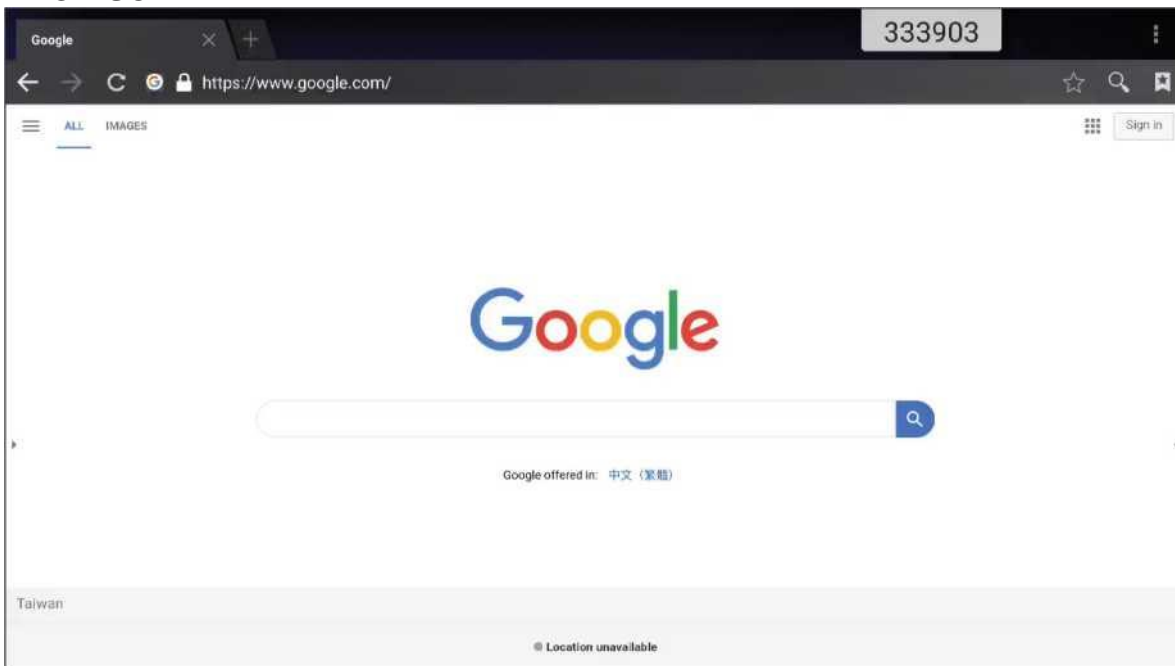 Google
333903
https://www.google.com/
ALL IMAGES
Sign in
Google
Google offered in: 中文（繁體）
Taiwan
Location unavailable